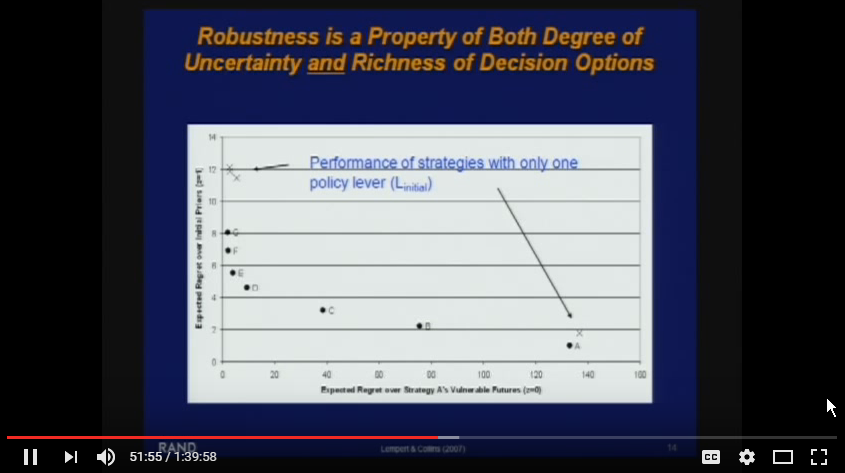 Robustness is a Property of Both Degree of
Uncertainty and Richness of Decision Options
14
12
10
8
6
4
2
0
Expected Regret over Initial Priors (z=1)
Performance of strategies with only one
policy lever (Linitial)
G
F
E
D
C
B
A
0 20 40 60 80 100 120 140 160
Expected Regret over Strategy A's Vulnerable Futures (z=0)
RAND
Lempert & Collins (2007)
14
51:55 / 1:39:58
CC